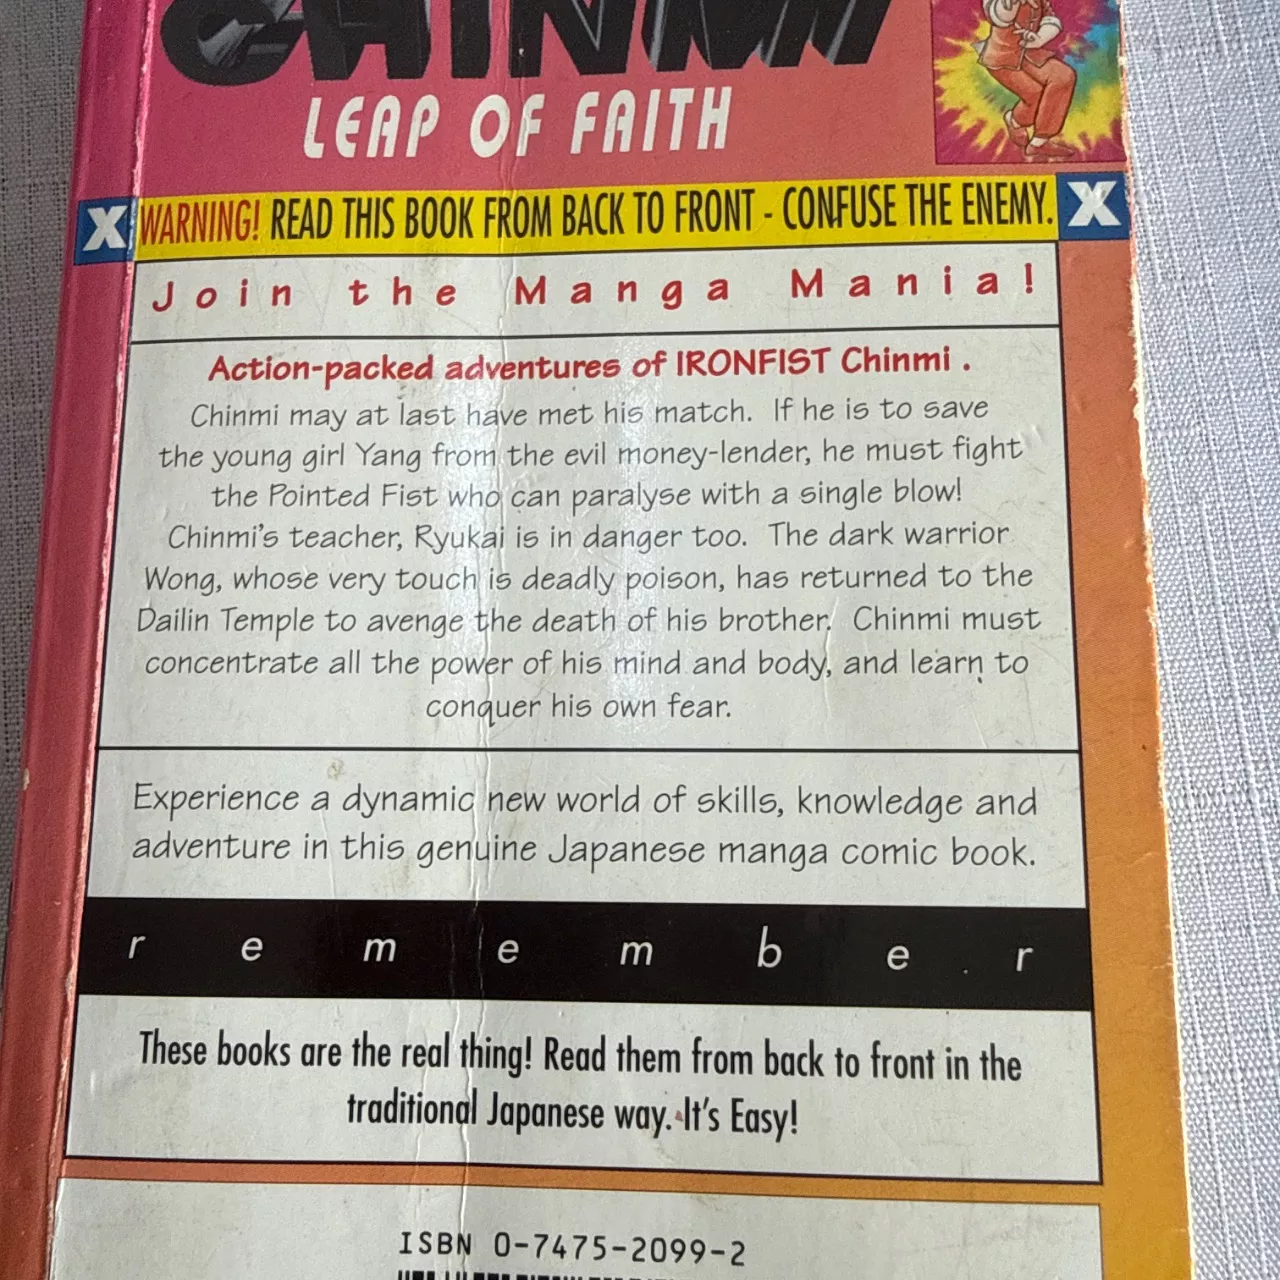 CHINMI
LEAP OF FAITH
X WARNING! READ THIS BOOK FROM BACK TO FRONT - CONFUSE THE ENEMY. X
Join the Manga Mania!
Action-packed adventures of IRONFIST Chinmi .
Chinmi may at last have met his match. If he is to save
the young girl Yang from the evil money-lender, he must fight
the Pointed Fist who can paralyse with a single blow!
Chinmi's teacher, Ryukai is in danger too. The dark warrior
Wong, whose very touch is deadly poison, has returned to the
Dailin Temple to avenge the death of his brother. Chinmi must
concentrate all the power of his mind and body, and learn to
conquer his own fear.
Experience a dynamic new world of skills, knowledge and
adventure in this genuine Japanese manga comic book.
remember
These books are the real thing! Read them from back to front in the
traditional Japanese way. It's Easy!
ISBN 0-7475-2099-2